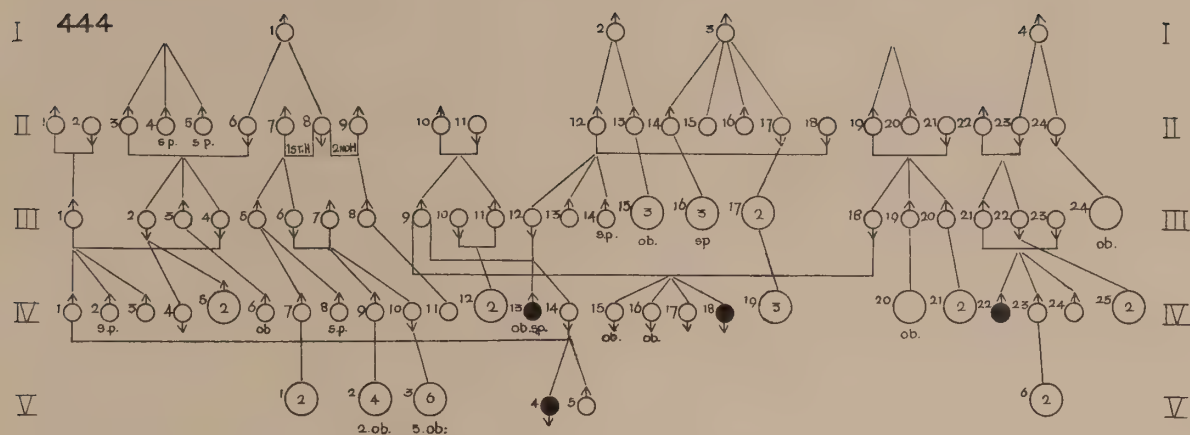 I 444 1 2 3 4 I
II 1 2 3 4 5 6 7 8 9 10 11 12 13 14 15 16 17 18 19 20 21 22 23 24 II
s.p. s.p. 1ST.H 2NDH
III 1 2 3 4 5 6 7 8 9 10 11 12 13 14 15 3 16 3 17 2 18 19 20 21 22 23 24 III
s.p. ob. sp ob.
IV 1 2 3 4 5 2 6 7 8 9 10 11 12 2 13 14 15 16 17 18 19 3 20 21 2 22 23 24 25 2 IV
s.p. ob s.p. ob.sp. ob. ob. ob.
V 1 2 2 4 3 6 4 5 6 2 V
2.ob. 5.ob: